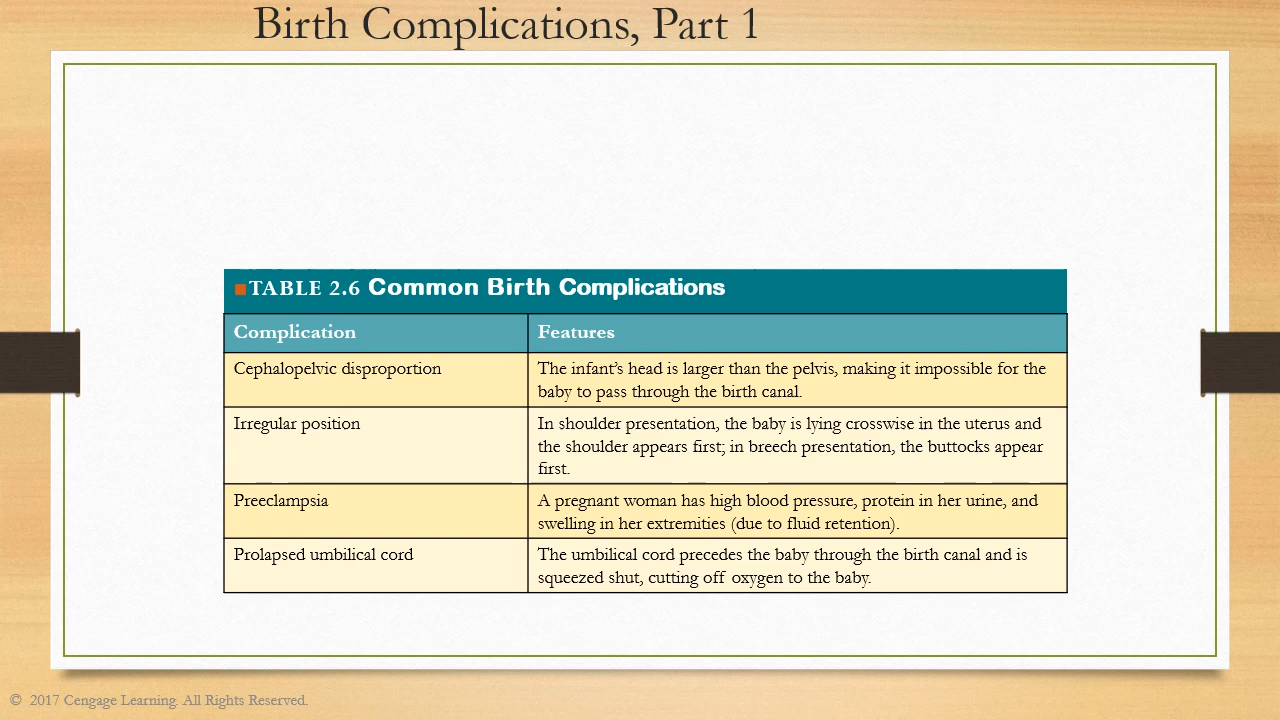 Birth Complications, Part 1
■TABLE 2.6 Common Birth Complications
Complication
Features
Cephalopelvic disproportion
The infant’s head is larger than the pelvis, making it impossible for the
baby to pass through the birth canal.
Irregular position
In shoulder presentation, the baby is lying crosswise in the uterus and
the shoulder appears first; in breech presentation, the buttocks appear
first.
Preeclampsia
A pregnant woman has high blood pressure, protein in her urine, and
swelling in her extremities (due to fluid retention).
Prolapsed umbilical cord
The umbilical cord precedes the baby through the birth canal and is
squeezed shut, cutting off oxygen to the baby.
© 2017 Cengage Learning. All Rights Reserved.